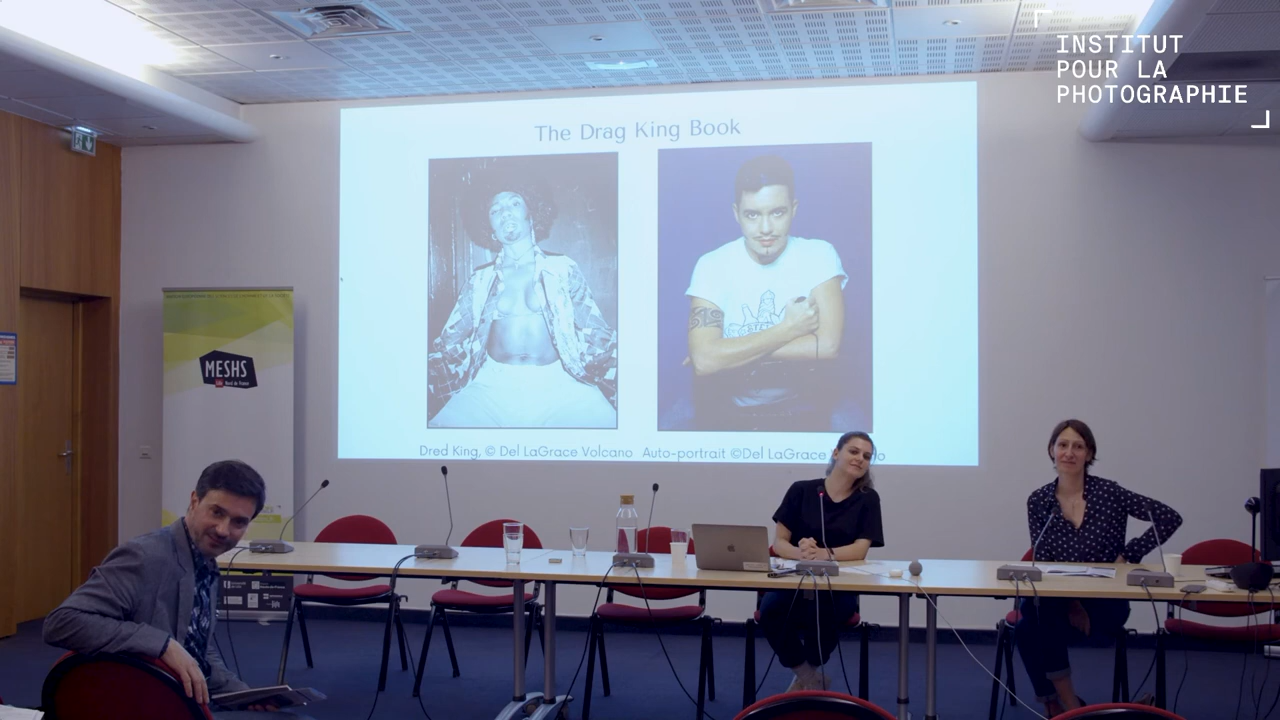 INSTITUT
POUR LA
PHOTOGRAPHIE
The Drag King Book
MESHS
Dred King, © Del LaGrace Volcano Auto-portrait ©Del LaGrace